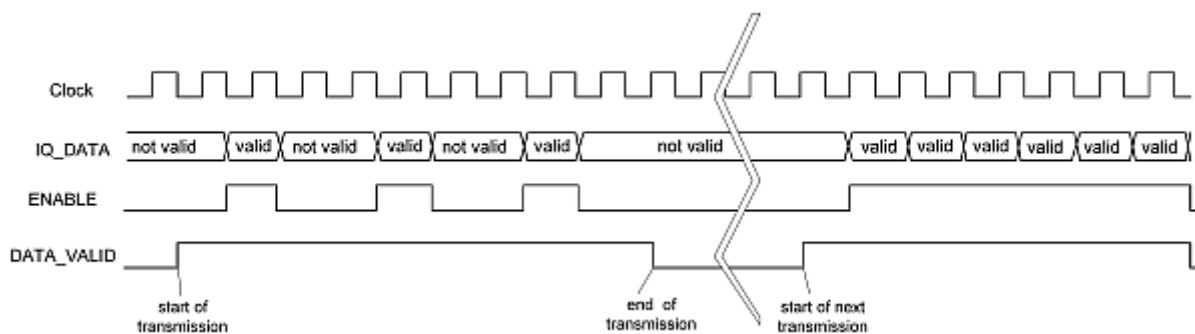 Clock
IQ_DATA not valid valid not valid valid not valid valid not valid valid valid valid valid valid valid
ENABLE
DATA_VALID
start of
transmission
end of
transmission
start of next
transmission